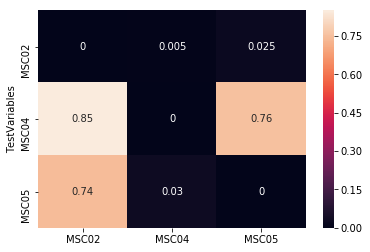 TestVariables
MSC02
0
0.005
0.025
MSC04
0.85
0
0.76
MSC05
0.74
0.03
0
MSC02
MSC04
MSC05
0.75
0.60
0.45
0.30
0.15
0.00